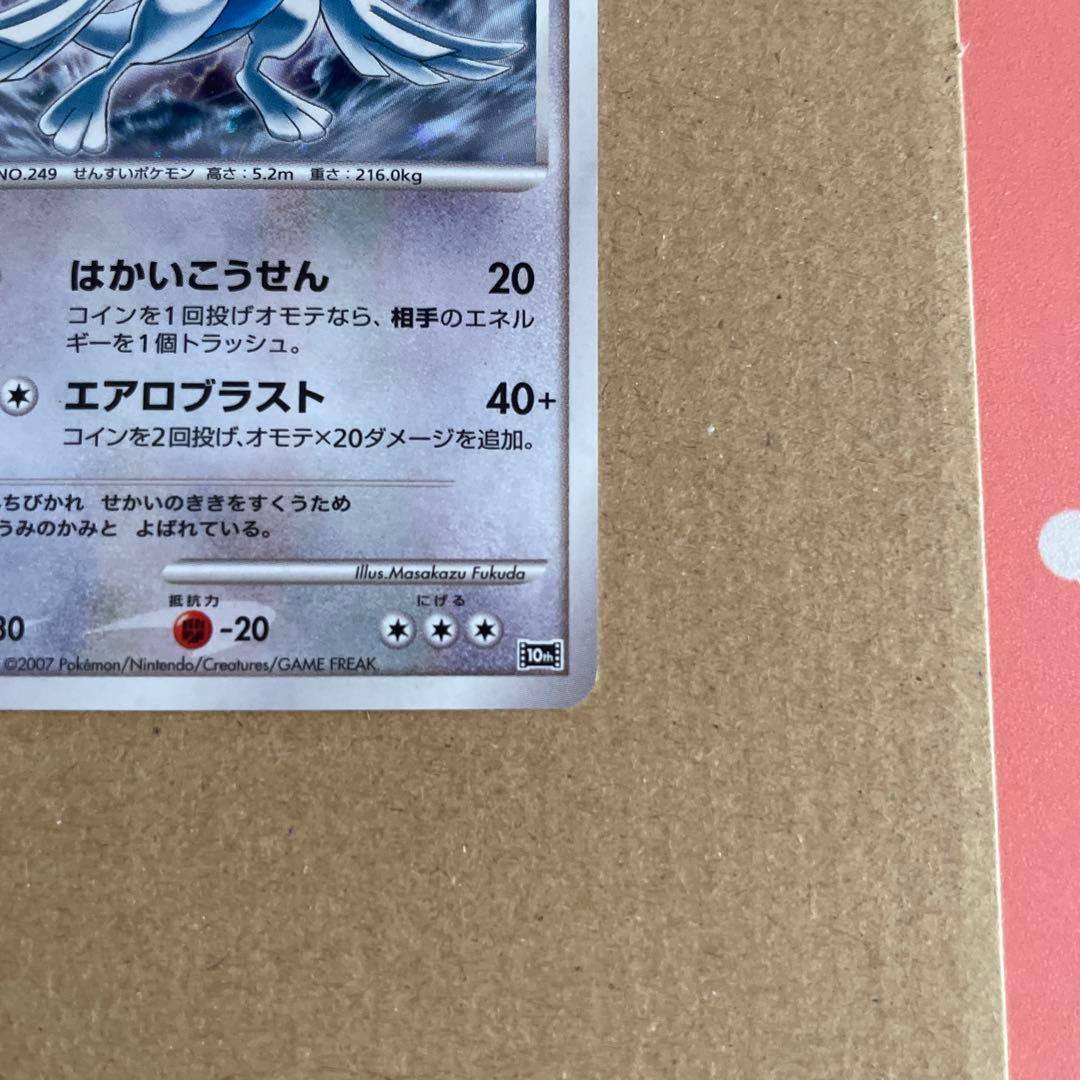 NO.249 せんすいポケモン 高さ:5.2m 重さ:216.0kg
はかいこうせん 20
コインを1回投げオモテなら、相手のエネル
ギーを1個トラッシュ。
エアロブラスト 40+
コインを2回投げ、オモテ×20ダメージを追加。
ちびかれ せかいのききをすくうため
うみのかみと よばれている。
Illus.Masakazu Fukuda
抵抗力 にげる
30 -20
©2007 Pokémon/Nintendo/Creatures/GAME FREAK.
10th